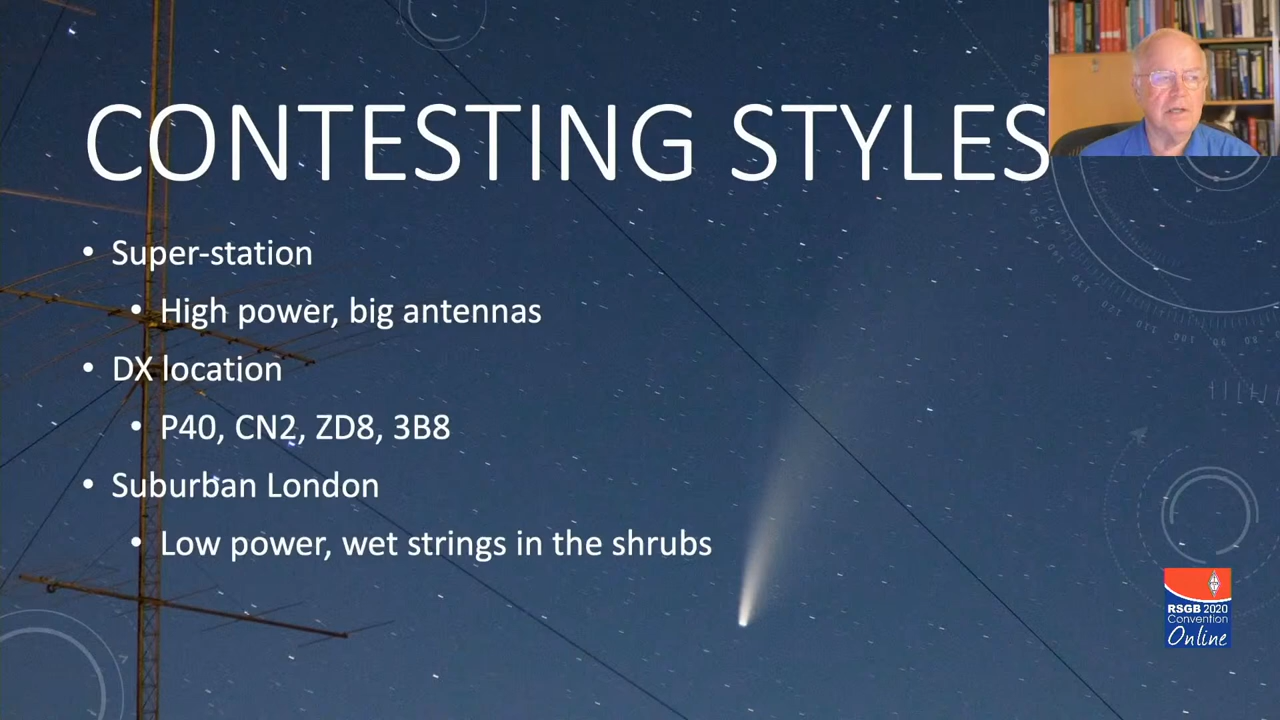 CONTESTING STYLES
• Super-station
• High power, big antennas
• DX location
• P40, CN2, ZD8, 3B8
• Suburban London
• Low power, wet strings in the shrubs
RSGB 2020
Convention
Online